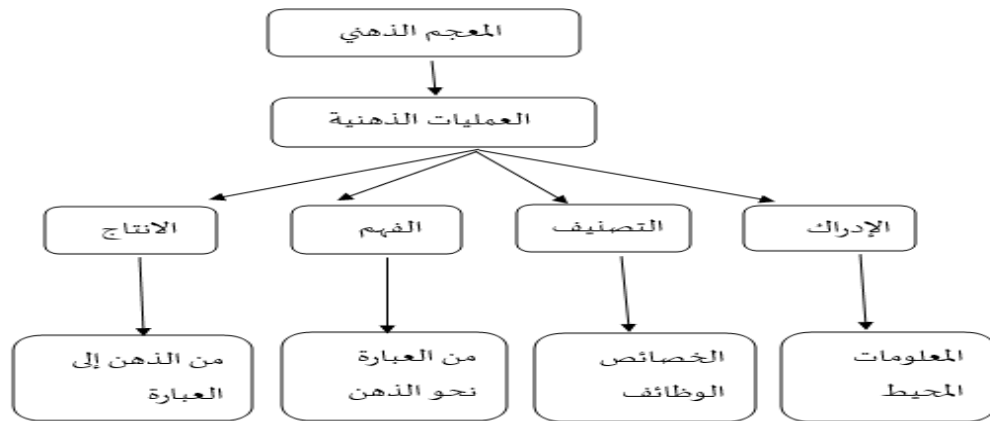 المعجم الذهني
العمليات الذهنية
الإدراك
التصنيف
الفهم
الانتاج
المعلومات
المحيط
الخصائص
الوظائف
من العبارة
نحو الذهن
من الذهن إلى
العبارة